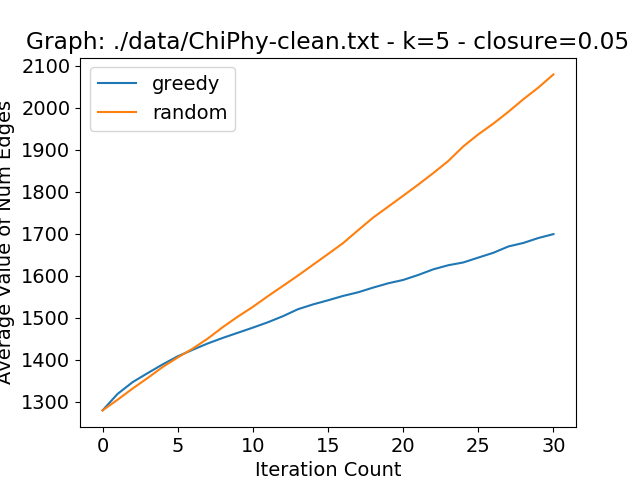 Graph: ./data/ChiPhy-clean.txt - k=5 - closure=0.05
greedy
random
2100
2000
1900
1800
1700
1600
1500
1400
1300
Average Value of Num Edges
0 5 10 15 20 25 30
Iteration Count